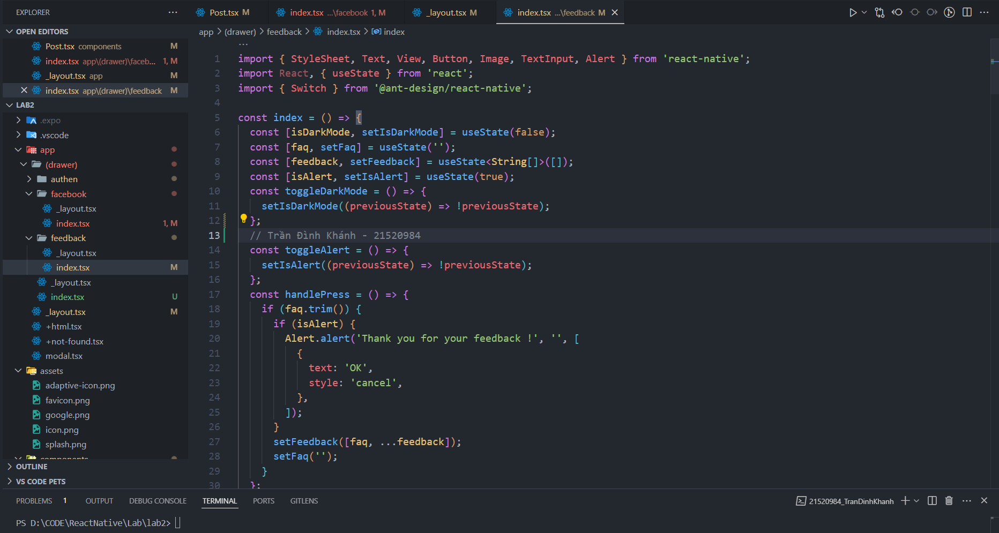 EXPLORER
Post.tsx M
index.tsx ...\facebook 1, M
_layout.tsx M
index.tsx ...\feedback M
app > (drawer) > feedback > index.tsx > index
OPEN EDITORS
Post.tsx components M
index.tsx app\(drawer)\faceb... 1, M
_layout.tsx app M
index.tsx app\(drawer)\feedback M
LAB2
.expo
.vscode
app
(drawer)
authen
facebook
_layout.tsx
index.tsx 1, M
feedback
_layout.tsx
index.tsx M
_layout.tsx
index.tsx U
_layout.tsx M
+html.tsx
+not-found.tsx
modal.tsx
assets
adaptive-icon.png
favicon.png
google.png
icon.png
splash.png
components
OUTLINE
VS CODE PETS
1 import { StyleSheet, Text, View, Button, Image, TextInput, Alert } from 'react-native';
2 import React, { useState } from 'react';
3 import { Switch } from '@ant-design/react-native';
4
5 const index = () => {
6 const [isDarkMode, setIsDarkMode] = useState(false);
7 const [faq, setFaq] = useState('');
8 const [feedback, setFeedback] = useState<String[]>([]);
9 const [isAlert, setIsAlert] = useState(true);
10 const toggleDarkMode = () => {
11 setIsDarkMode((previousState) => !previousState);
12 };
13 // Trần Đình Khánh - 21520984
14 const toggleAlert = () => {
15 setIsAlert((previousState) => !previousState);
16 };
17 const handlePress = () => {
18 if (faq.trim()) {
19 if (isAlert) {
20 Alert.alert('Thank you for your feedback !', '', [
21 {
22 text: 'OK',
23 style: 'cancel',
24 },
25 ]);
26 }
27 setFeedback([faq, ...feedback]);
28 setFaq('');
29 }
30 };
PROBLEMS 1 OUTPUT DEBUG CONSOLE TERMINAL PORTS GITLENS
21520984_TranDinhKhanh
PS D:\CODE\ReactNative\Lab\lab2>